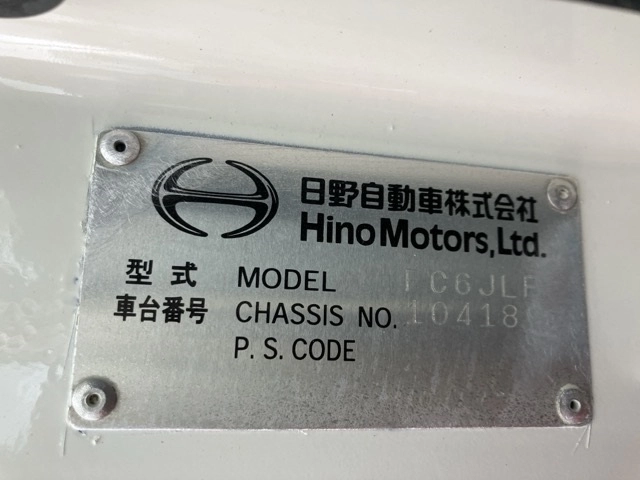 日野自動車株式会社
Hino Motors, Ltd.
型式 MODEL
車台番号 CHASSIS NO.
P. S. CODE